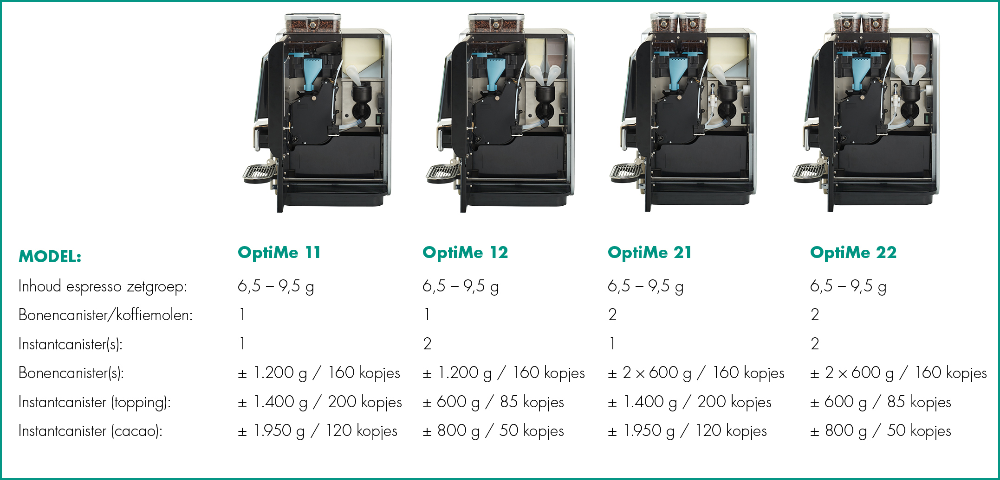 MODEL: OptiMe 11 OptiMe 12 OptiMe 21 OptiMe 22
Inhoud espresso zetgroep: 6,5 – 9,5 g 6,5 – 9,5 g 6,5 – 9,5 g 6,5 – 9,5 g
Bonencanister/koffiemolen: 1 1 2 2
Instantcanister(s): 1 2 1 2
Bonencanister(s): ± 1.200 g / 160 kopjes ± 1.200 g / 160 kopjes ± 2 × 600 g / 160 kopjes ± 2 × 600 g / 160 kopjes
Instantcanister (topping): ± 1.400 g / 200 kopjes ± 600 g / 85 kopjes ± 1.400 g / 200 kopjes ± 600 g / 85 kopjes
Instantcanister (cacao): ± 1.950 g / 120 kopjes ± 800 g / 50 kopjes ± 1.950 g / 120 kopjes ± 800 g / 50 kopjes